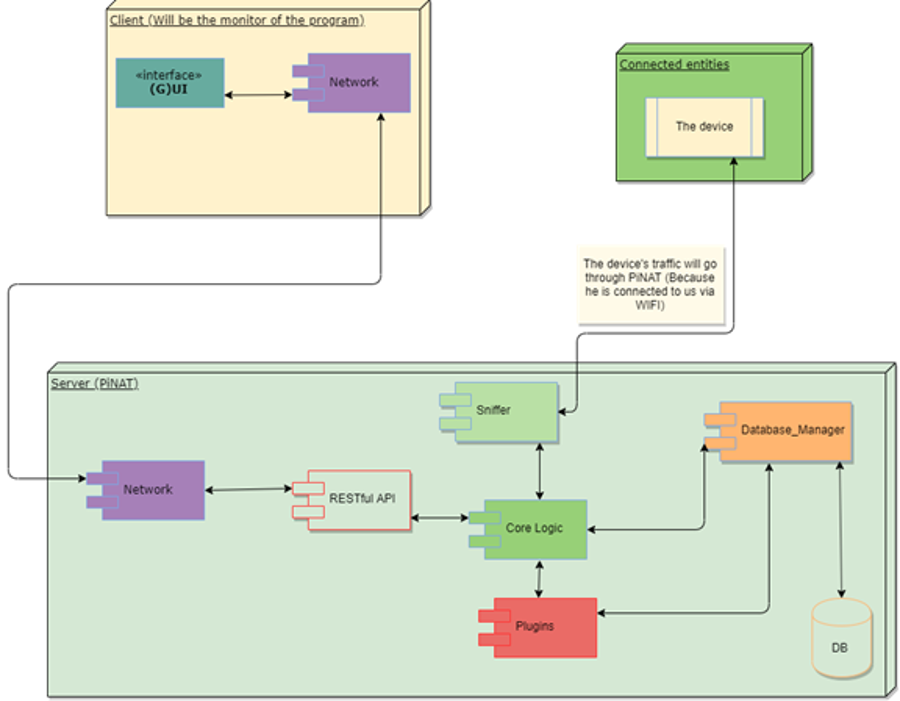 Client (Will be the monitor of the program)
«interface»
(G)UI
Network
Connected entities
The device
The device's traffic will go
through PiNAT (Because
he is connected to us via
WIFI)
Server (PiNAT)
Sniffer
Database_Manager
Network
RESTful API
Core Logic
Plugins
DB